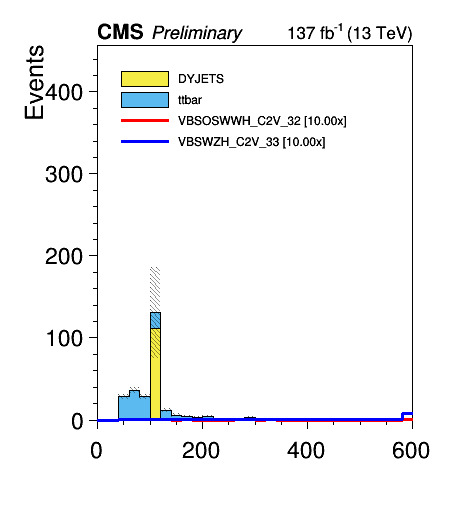 CMS Preliminary 137 fb-1 (13 TeV)
Events
DYJETS
ttbar
VBSOSWWH_C2V_32 [10.00x]
VBSWZH_C2V_33 [10.00x]
400
300
200
100
0
0 200 400 600